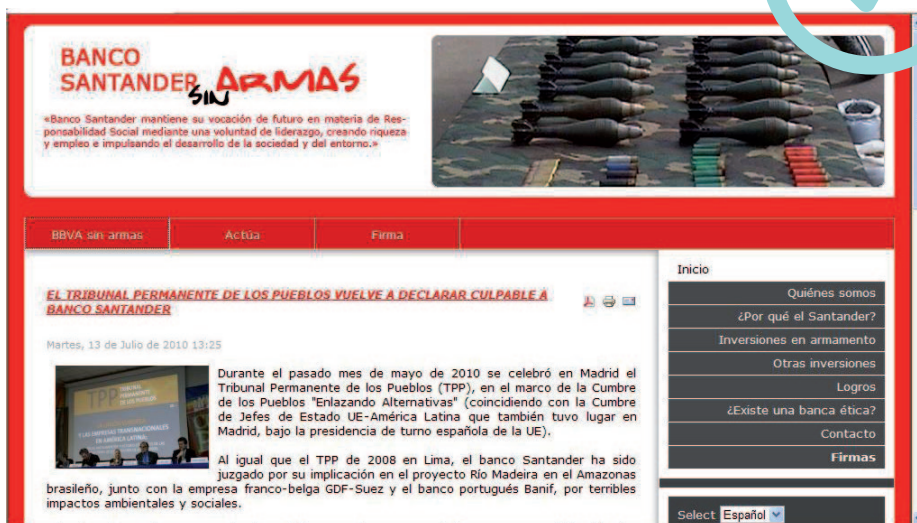 BANCO
SANTANDER
SIN ARMAS
«Banco Santander mantiene su vocación de futuro en materia de Res-
ponsabilidad Social mediante una voluntad de liderazgo, creando riqueza
y empleo e impulsando el desarrollo de la sociedad y del entorno.»
BBVA sin armas
Actúa
Firma
EL TRIBUNAL PERMANENTE DE LOS PUEBLOS VUELVE A DECLARAR CULPABLE A
BANCO SANTANDER
Martes, 13 de Julio de 2010 13:25
TPP TRIBUNAL
PERMANENTE
DE LOS PUEBLOS
Y LAS EMPRESAS TRANSNACIONALES
EN AMÉRICA LATINA
Durante el pasado mes de mayo de 2010 se celebró en Madrid el
Tribunal Permanente de los Pueblos (TPP), en el marco de la Cumbre
de los Pueblos "Enlazando Alternativas" (coincidiendo con la Cumbre
de Jefes de Estado UE-América Latina que también tuvo lugar en
Madrid, bajo la presidencia de turno española de la UE).
Al igual que el TPP de 2008 en Lima, el banco Santander ha sido
juzgado por su implicación en el proyecto Río Madeira en el Amazonas
brasileño, junto con la empresa franco-belga GDF-Suez y el banco portugués Banif, por terribles
impactos ambientales y sociales.
Inicio
Quiénes somos
¿Por qué el Santander?
Inversiones en armamento
Otras inversiones
Logros
¿Existe una banca ética?
Contacto
Firmas
Select Español